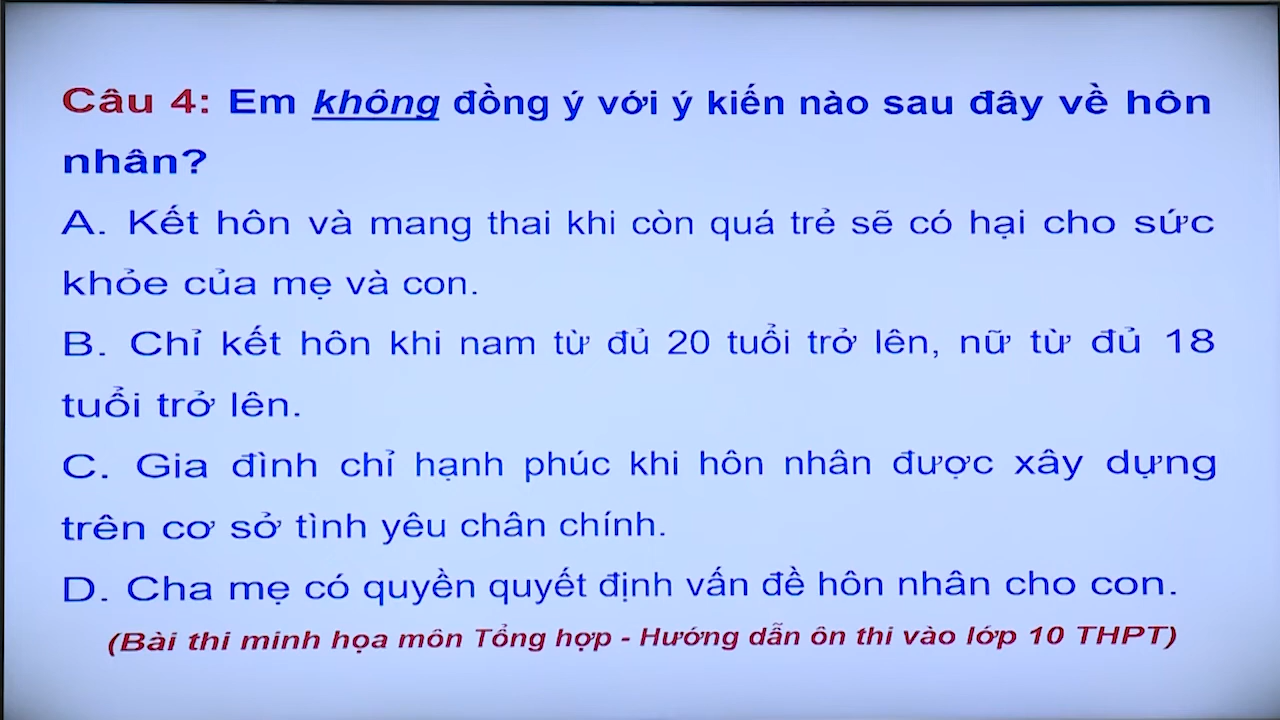 Câu 4: Em không đồng ý với ý kiến nào sau đây về hôn
nhân?
A. Kết hôn và mang thai khi còn quá trẻ sẽ có hại cho sức
khỏe của mẹ và con.
B. Chỉ kết hôn khi nam từ đủ 20 tuổi trở lên, nữ từ đủ 18
tuổi trở lên.
C. Gia đình chỉ hạnh phúc khi hôn nhân được xây dựng
trên cơ sở tình yêu chân chính.
D. Cha mẹ có quyền quyết định vấn đề hôn nhân cho con.
(Bài thi minh họa môn Tổng hợp - Hướng dẫn ôn thi vào lớp 10 THPT)